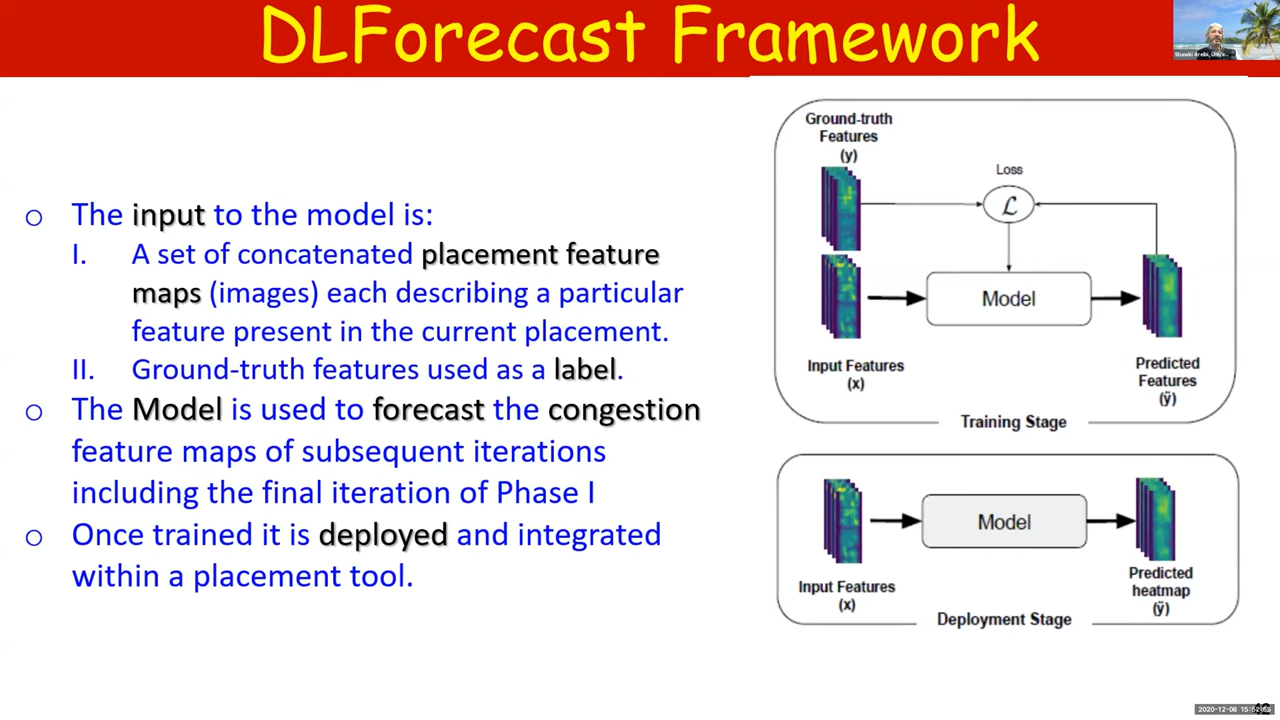 DLForecast Framework
Shawki Areibi, Unive...
o The input to the model is:
I. A set of concatenated placement feature
maps (images) each describing a particular
feature present in the current placement.
II. Ground-truth features used as a label.
o The Model is used to forecast the congestion
feature maps of subsequent iterations
including the final iteration of Phase I
o Once trained it is deployed and integrated
within a placement tool.
Ground-truth
Features
(y)
Loss
ℒ
Model
Input Features
(x)
Predicted
Features
(ÿ)
Training Stage
Model
Input Features
(x)
Predicted
heatmap
(ÿ)
Deployment Stage